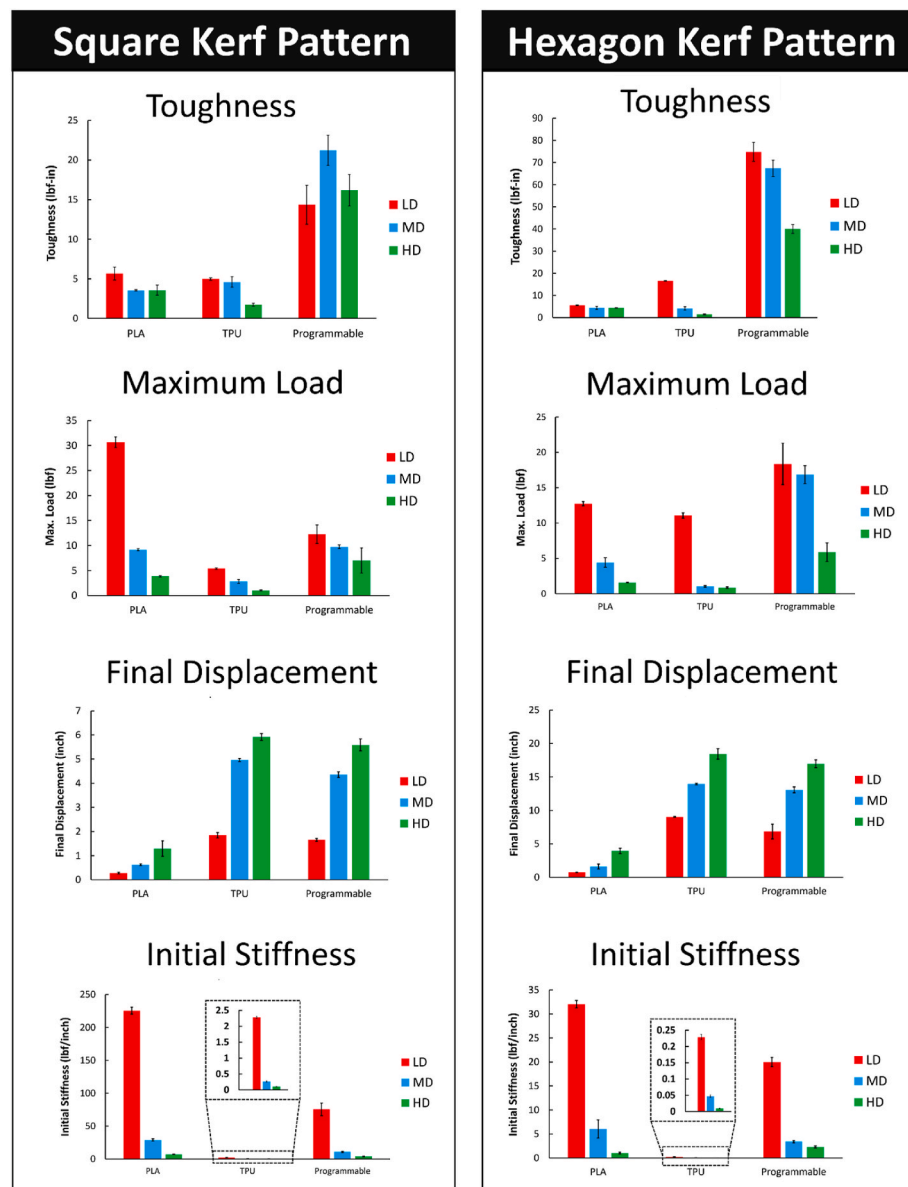 Square Kerf Pattern
Toughness
Toughness (lbf-in)
25
20
15
10
5
0
PLA
TPU
Programmable
LD
MD
HD
Maximum Load
Max. Load (lbf)
35
30
25
20
15
10
5
0
PLA
TPU
Programmable
LD
MD
HD
Final Displacement
Final Displacement (inch)
7
6
5
4
3
2
1
0
PLA
TPU
Programmable
LD
MD
HD
Initial Stiffness
Initial Stiffness (lbf/inch)
250
200
150
100
50
0
2.5
2
1.5
1
0.5
0
PLA
TPU
Programmable
LD
MD
HD
Hexagon Kerf Pattern
Toughness
Toughness (lbf-in)
90
80
70
60
50
40
30
20
10
0
PLA
TPU
Programmable
LD
MD
HD
Maximum Load
Max. Load (lbf)
25
20
15
10
5
0
PLA
TPU
Programmable
LD
MD
HD
Final Displacement
Final Displacement (inch)
25
20
15
10
5
0
PLA
TPU
Programmable
LD
MD
HD
Initial Stiffness
Initial Stiffness (lbf/inch)
35
30
25
20
15
10
5
0
0.25
0.2
0.15
0.1
0.05
0
PLA
TPU
Programmable
LD
MD
HD